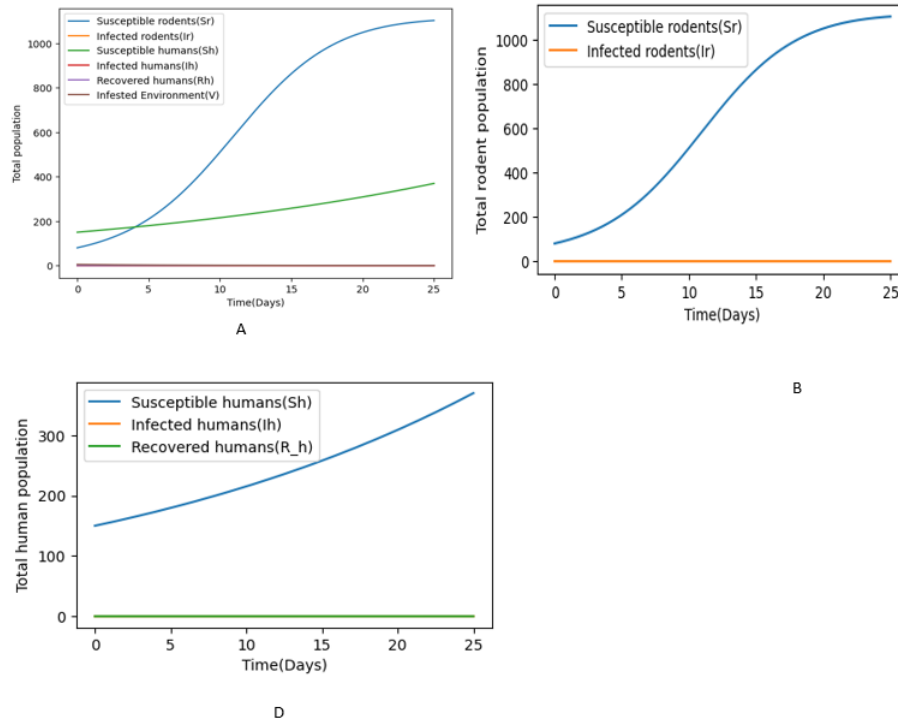 Susceptible rodents(Sr)
Infected rodents(Ir)
Susceptible humans(Sh)
Infected humans(Ih)
Recovered humans(Rh)
Infested Environment(V)
1000
800
600
400
200
0
Total population
0 5 10 15 20 25
Time(Days)
A
Susceptible rodents(Sr)
Infected rodents(Ir)
1000
800
600
400
200
0
Total rodent population
0 5 10 15 20 25
Time(Days)
B
Susceptible humans(Sh)
Infected humans(Ih)
Recovered humans(R_h)
300
200
100
0
Total human population
0 5 10 15 20 25
Time(Days)
D